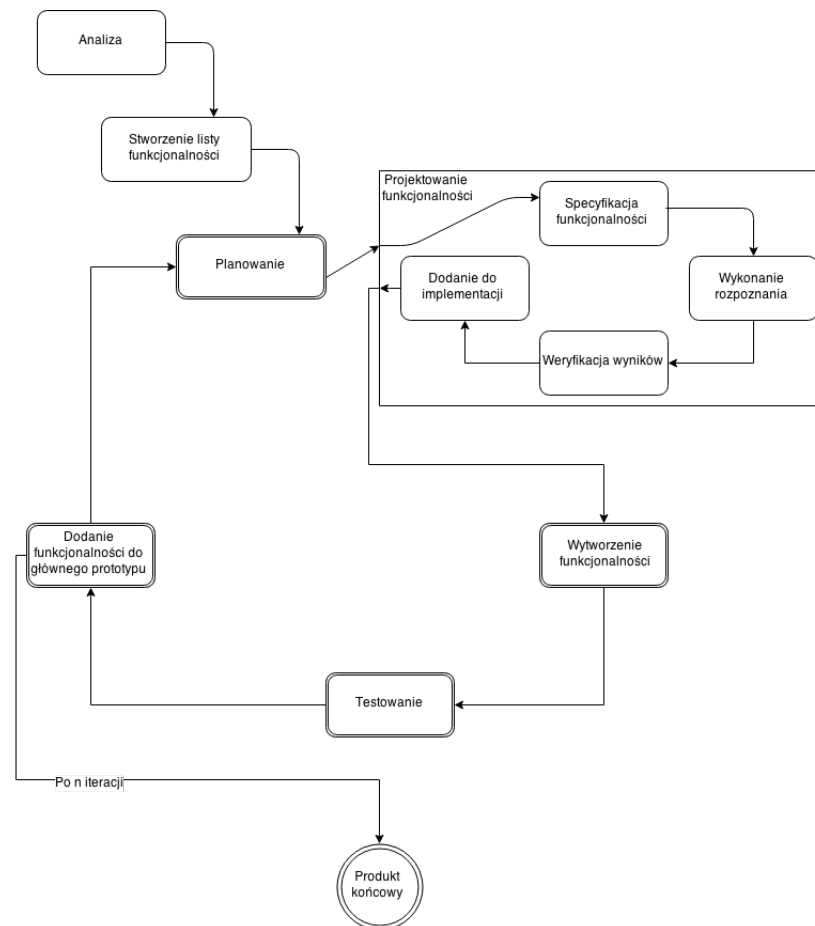 Analiza
Stworzenie listy
funkcjonalności
Projektowanie
funkcjonalności
Specyfikacja
funkcjonalności
Planowanie
Dodanie do
implementacji
Wykonanie
rozpoznania
Weryfikacja wyników
Dodanie
funkcjonalności do
głównego prototypu
Wytworzenie
funkcjonalności
Testowanie
Po n iteracji
Produkt
końcowy